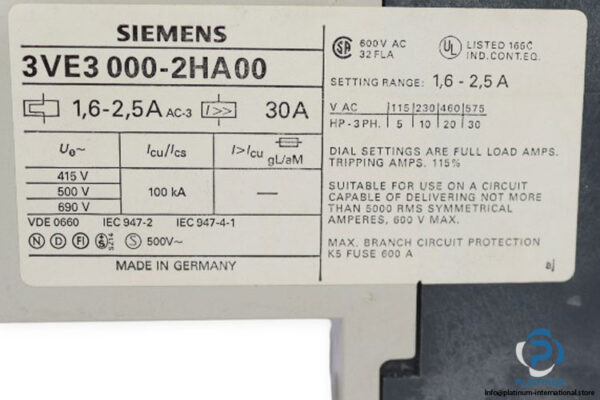 SIEMENS
3VE3 000-2HA00
1,6-2,5A AC-3 I>> 30A
Ue~ Icu/Ics I>Icu gL/aM
415 V
500 V 100 kA —
690 V
VDE 0660 IEC 947-2 IEC 947-4-1
N D FI S 500V~
MADE IN GERMANY
SA 600V AC
32 FLA
UL LISTED 165C
IND.CONT.EQ.
SETTING RANGE: 1,6 - 2,5 A
V AC 115 230 460 575
HP - 3PH. 5 10 20 30
DIAL SETTINGS ARE FULL LOAD AMPS.
TRIPPING AMPS. 115%
SUITABLE FOR USE ON A CIRCUIT
CAPABLE OF DELIVERING NOT MORE
THAN 5000 RMS SYMMETRICAL
AMPERES, 600 V MAX.
MAX. BRANCH CIRCUIT PROTECTION
K5 FUSE 600 A
aj
Info@platinum-international.store